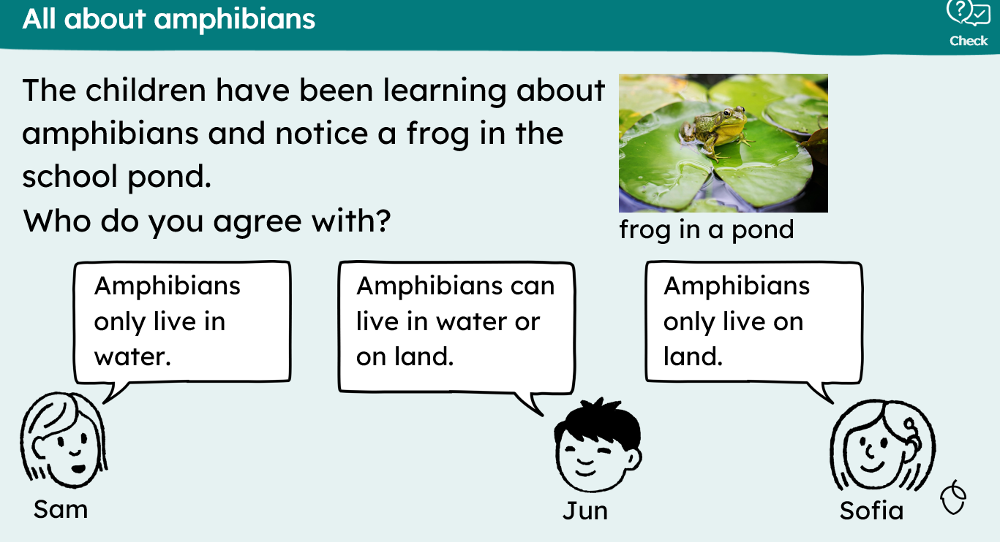 All about amphibians
Check
The children have been learning about
amphibians and notice a frog in the
school pond.
Who do you agree with?
frog in a pond
Amphibians
only live in
water.
Amphibians can
live in water or
on land.
Amphibians
only live on
land.
Sam
Jun
Sofia